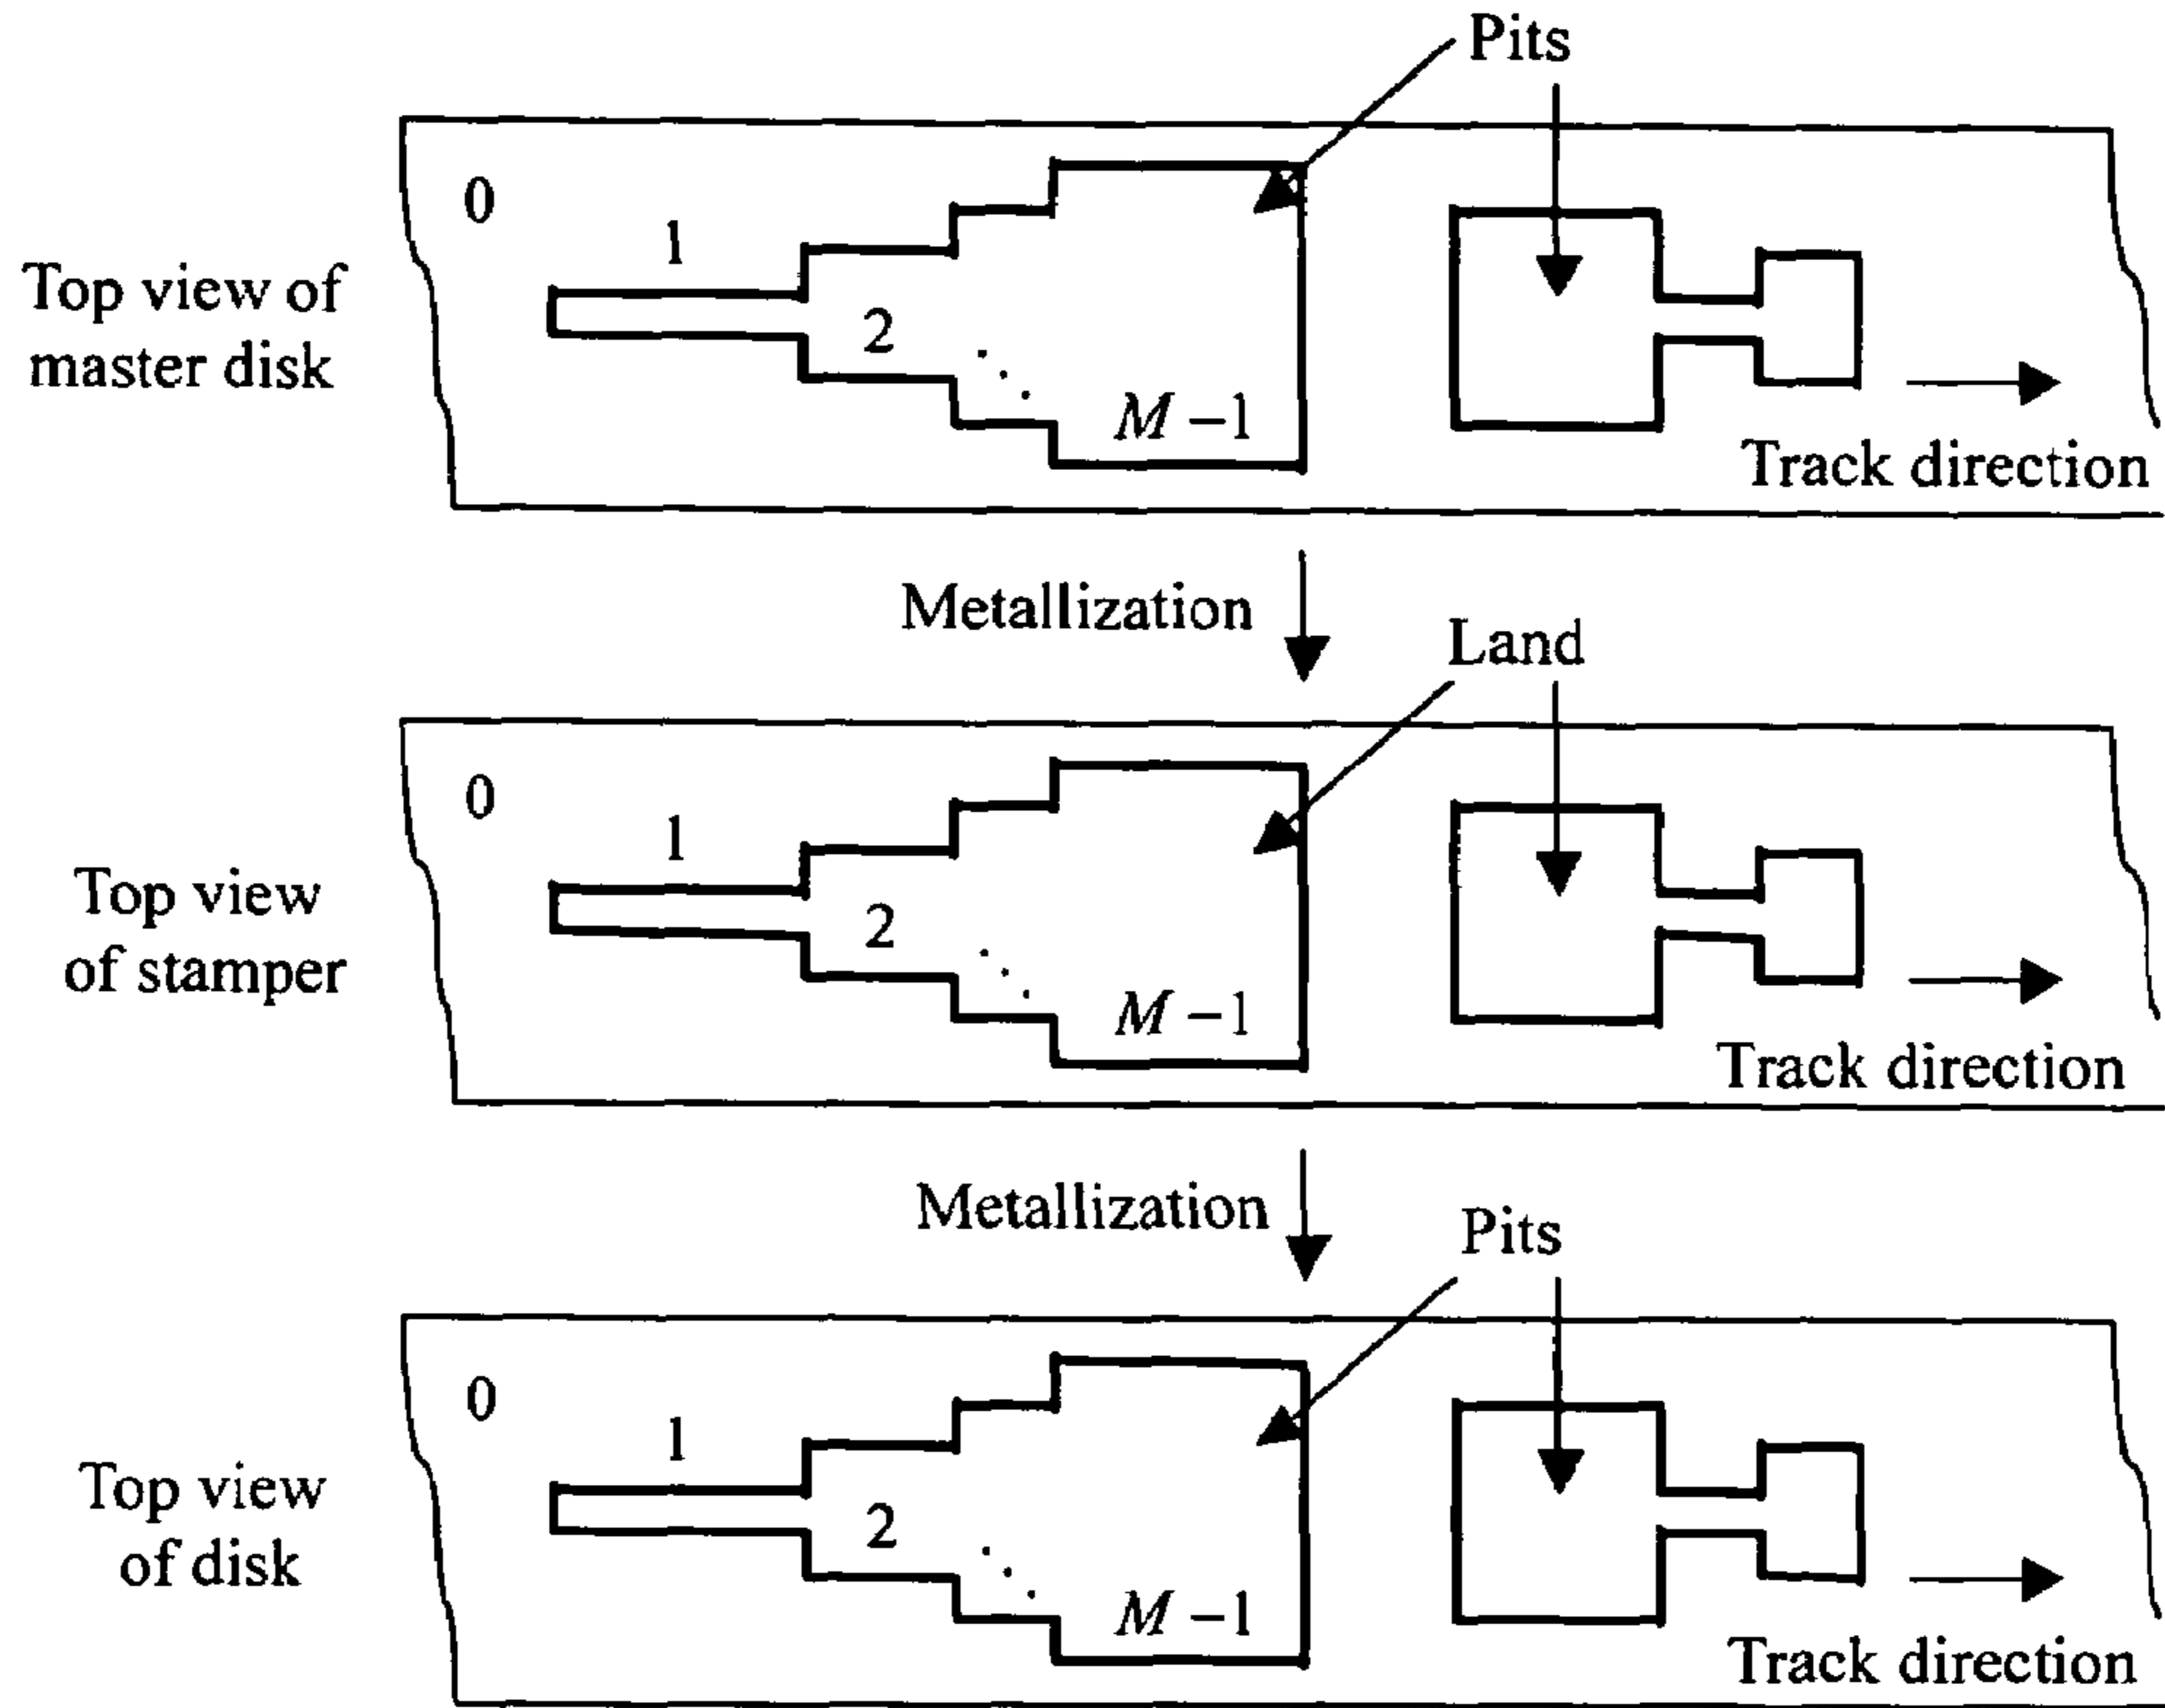 Pits
0
1
Top view of
master disk
2
M −1
Track direction
Metallization
Land
0
1
Top view
of stamper
2
M −1
Track direction
Metallization
Pits
0
1
Top view
of disk
2
M −1
Track direction